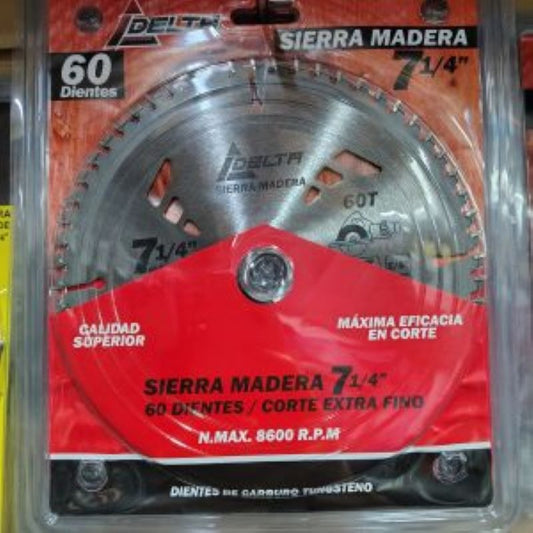 DELTA
SIERRA MADERA
7 1/4"
60
Dientes
DELTA
SIERRA MADERA
60T
7 1/4"
CALIDAD
SUPERIOR
MÁXIMA EFICACIA
EN CORTE
SIERRA MADERA 7 1/4"
60 DIENTES / CORTE EXTRA FINO
N.MAX. 8600 R.P.M
DIENTES DE CARBURO TUNGSTENO